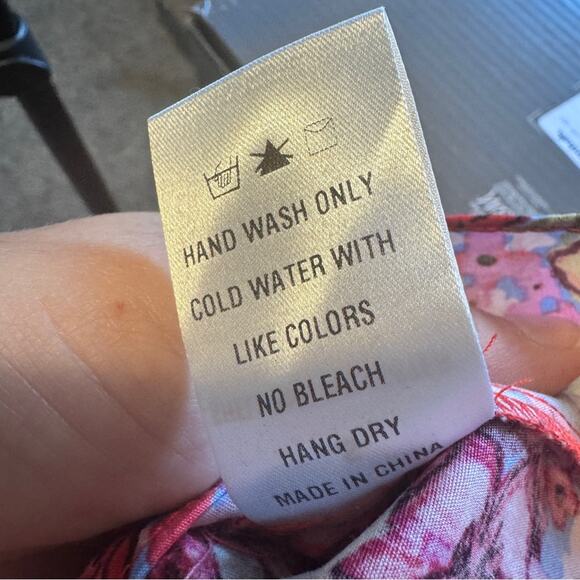 HAND WASH ONLY
COLD WATER WITH
LIKE COLORS
NO BLEACH
HANG DRY
MADE IN CHINA